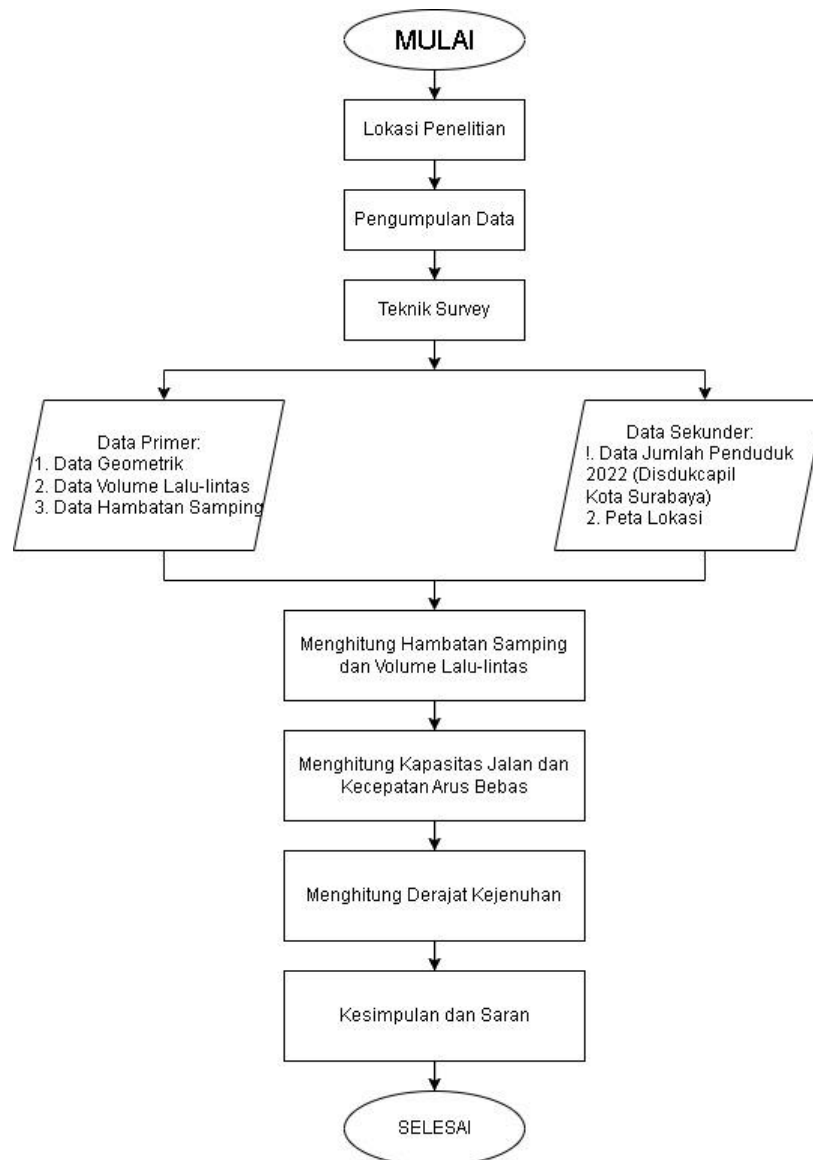 MULAI
Lokasi Penelitian
Pengumpulan Data
Teknik Survey
Data Primer:
1. Data Geometrik
2. Data Volume Lalu-lintas
3. Data Hambatan Samping
Data Sekunder:
!. Data Jumlah Penduduk
2022 (Disdukcapil
Kota Surabaya)
2. Peta Lokasi
Menghitung Hambatan Samping
dan Volume Lalu-lintas
Menghitung Kapasitas Jalan dan
Kecepatan Arus Bebas
Menghitung Derajat Kejenuhan
Kesimpulan dan Saran
SELESAI